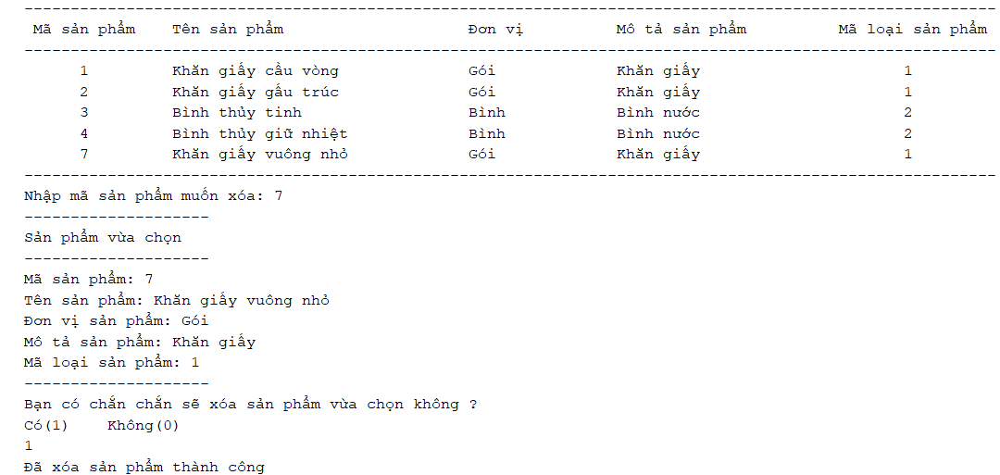 ---------------------------------------------------------------------------------------------------------
Mã sản phẩm    Tên sản phẩm                    Đơn vị          Mô tả sản phẩm          Mã loại sản phẩm
---------------------------------------------------------------------------------------------------------
1         Khăn giấy cầu vòng              Gói             Khăn giấy                      1
2         Khăn giấy gấu trúc              Gói             Khăn giấy                      1
3         Bình thủy tinh                  Bình            Bình nước                      2
4         Bình thủy giữ nhiệt             Bình            Bình nước                      2
7         Khăn giấy vuông nhỏ             Gói             Khăn giấy                      1
---------------------------------------------------------------------------------------------------------
Nhập mã sản phẩm muốn xóa: 7
--------------------
Sản phẩm vừa chọn
--------------------
Mã sản phẩm: 7
Tên sản phẩm: Khăn giấy vuông nhỏ
Đơn vị sản phẩm: Gói
Mô tả sản phẩm: Khăn giấy
Mã loại sản phẩm: 1
--------------------
Bạn có chắn chắn sẽ xóa sản phẩm vừa chọn không ?
Có(1)    Không(0)
1
Đã xóa sản phẩm thành công